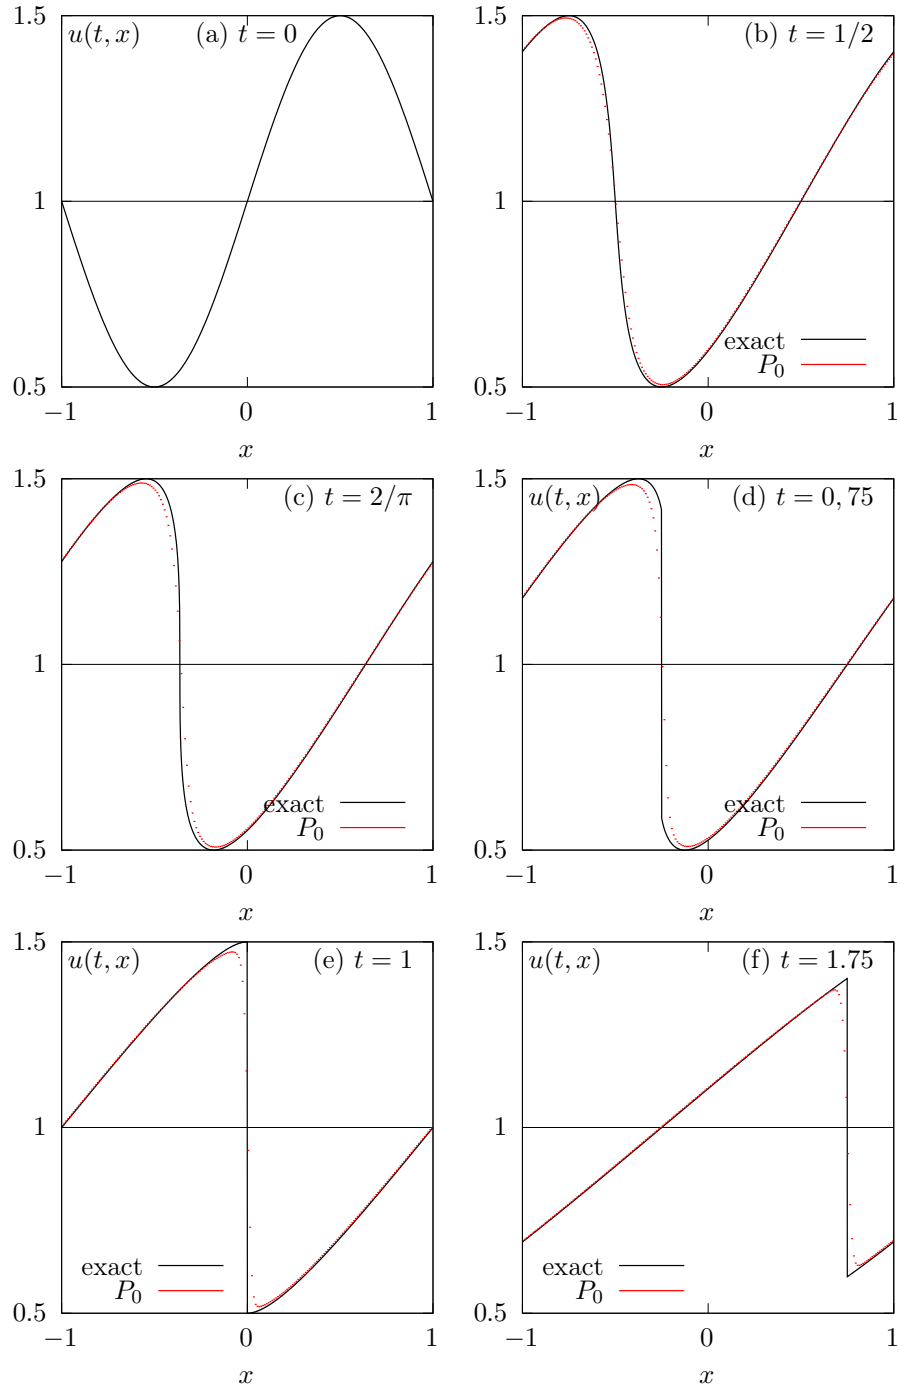 1.5 u(t, x) (a) t = 0
1
0.5
−1 0 1
x
1.5 (b) t = 1/2
1
exact
P₀
0.5
−1 0 1
x
1.5 (c) t = 2/π
1
exact
P₀
0.5
−1 0 1
x
1.5 u(t, x) (d) t = 0, 75
1
exact
P₀
0.5
−1 0 1
x
1.5 u(t, x) (e) t = 1
1
exact
P₀
0.5
−1 0 1
x
1.5 u(t, x) (f) t = 1.75
1
exact
P₀
0.5
−1 0 1
x